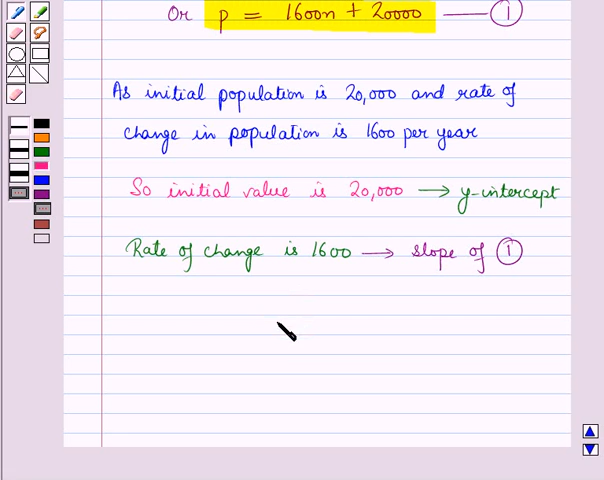 Or p = 1600n + 20000 — 1
As initial population is 20,000 and rate of
change in population is 1600 per year
So initial value is 20,000 → y-intercept
Rate of change is 1600 → slope of 1